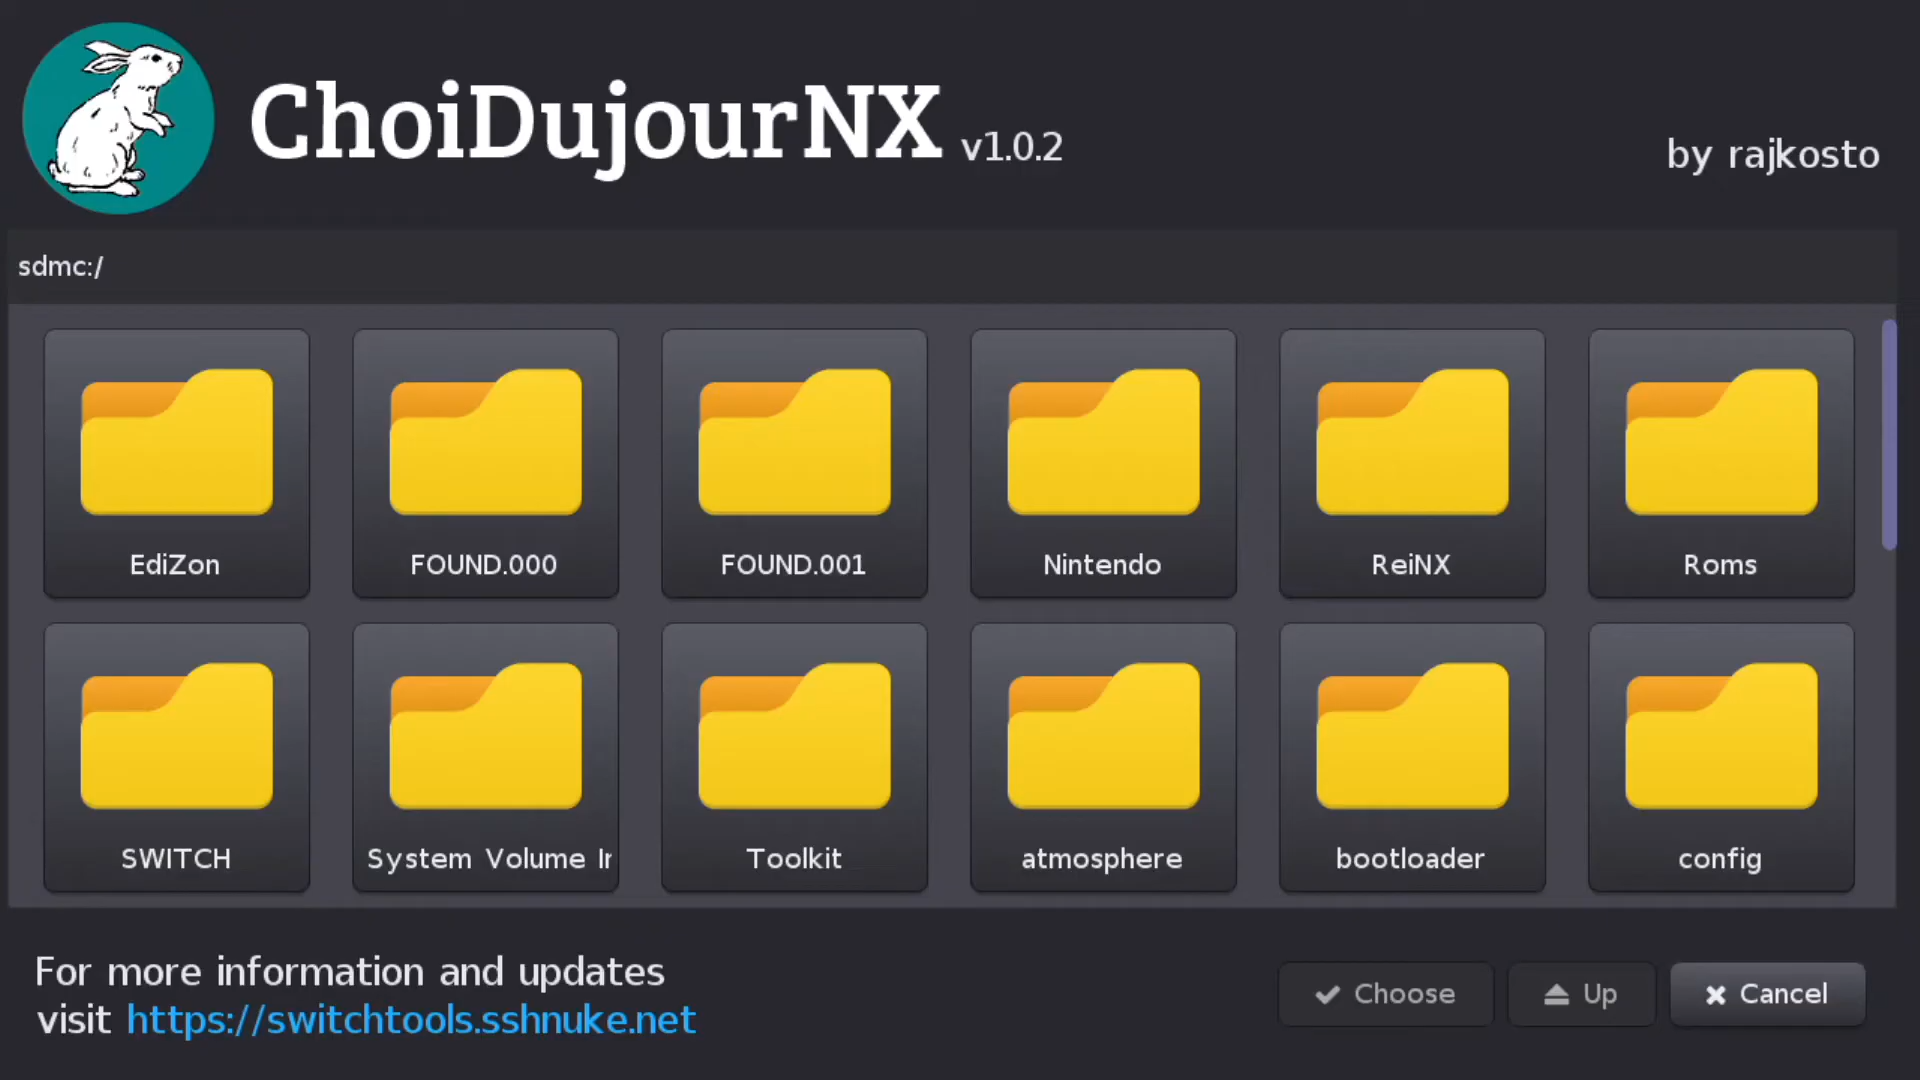 ChoiDujourNX v1.0.2
by rajkosto
sdmc:/
EdiZon
FOUND.000
FOUND.001
Nintendo
ReiNX
Roms
SWITCH
System Volume
Toolkit
atmosphere
bootloader
config
For more information and updates
visit https://switchtools.sshnuke.net
Choose
Up
Cancel